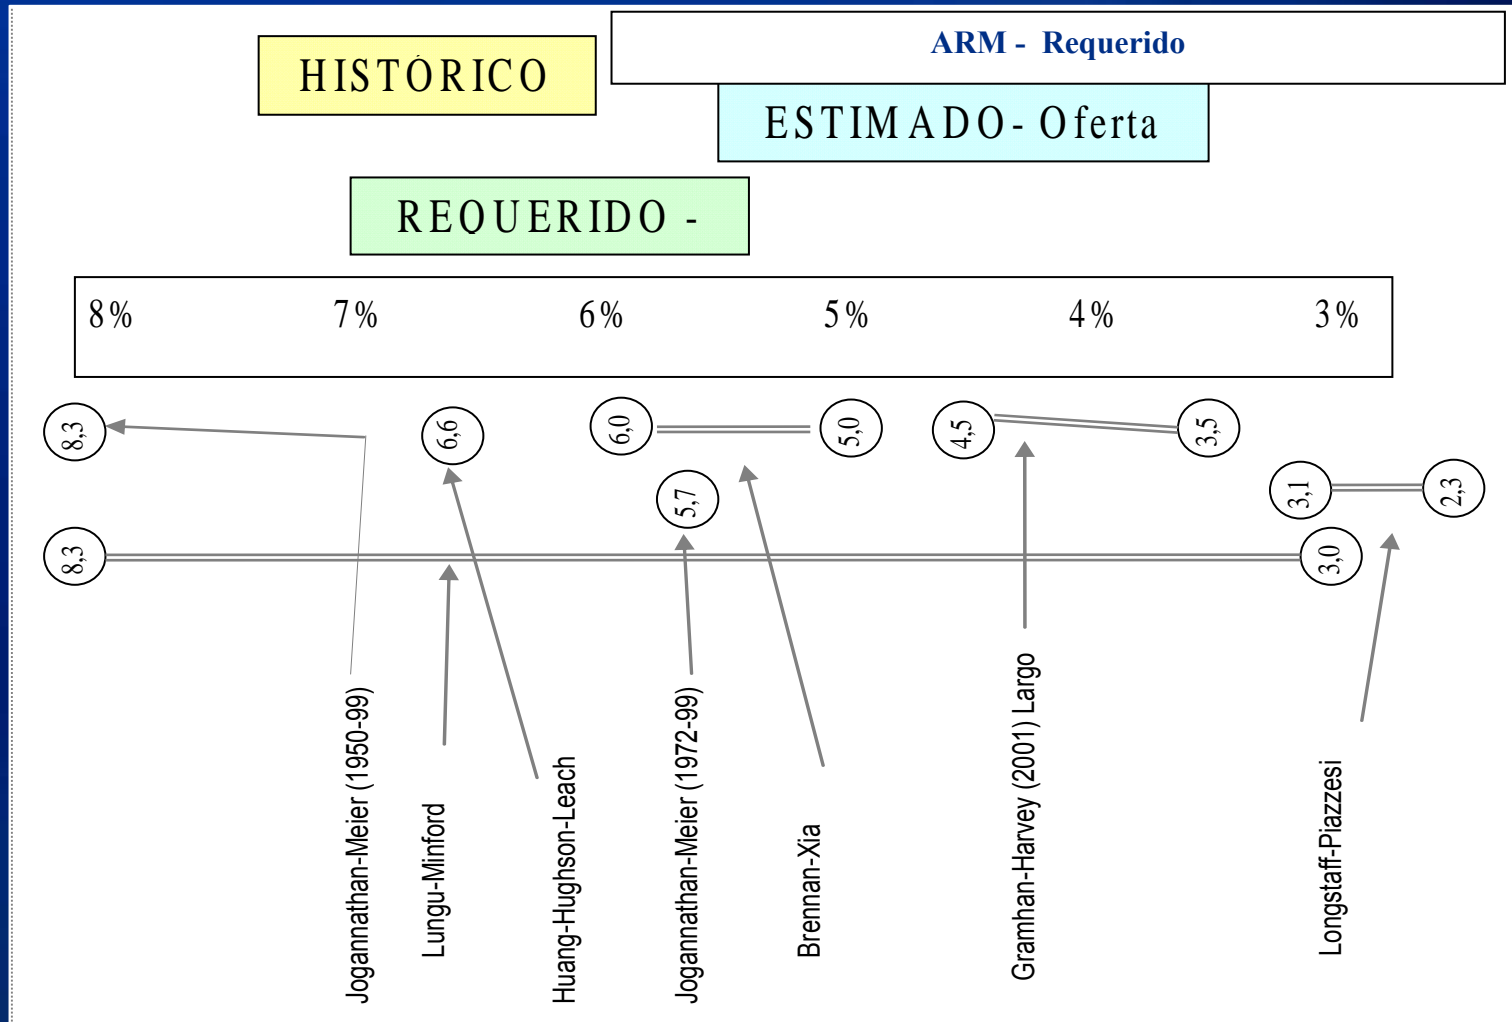 ARM - Requerido
HISTÓRICO
ESTIMADO- Oferta
REQUERIDO -
8% 7% 6% 5% 4% 3%
8,3 6,6 6,0 5,0 4,5 3,5
5,7 3,1 2,3
8,3 3,0
Jogannathan-Meier (1950-99)
Lungu-Minford
Huang-Hughson-Leach
Jogannathan-Meier (1972-99)
Brennan-Xia
Gramhan-Harvey (2001) Largo
Longstaff-Piazzesi